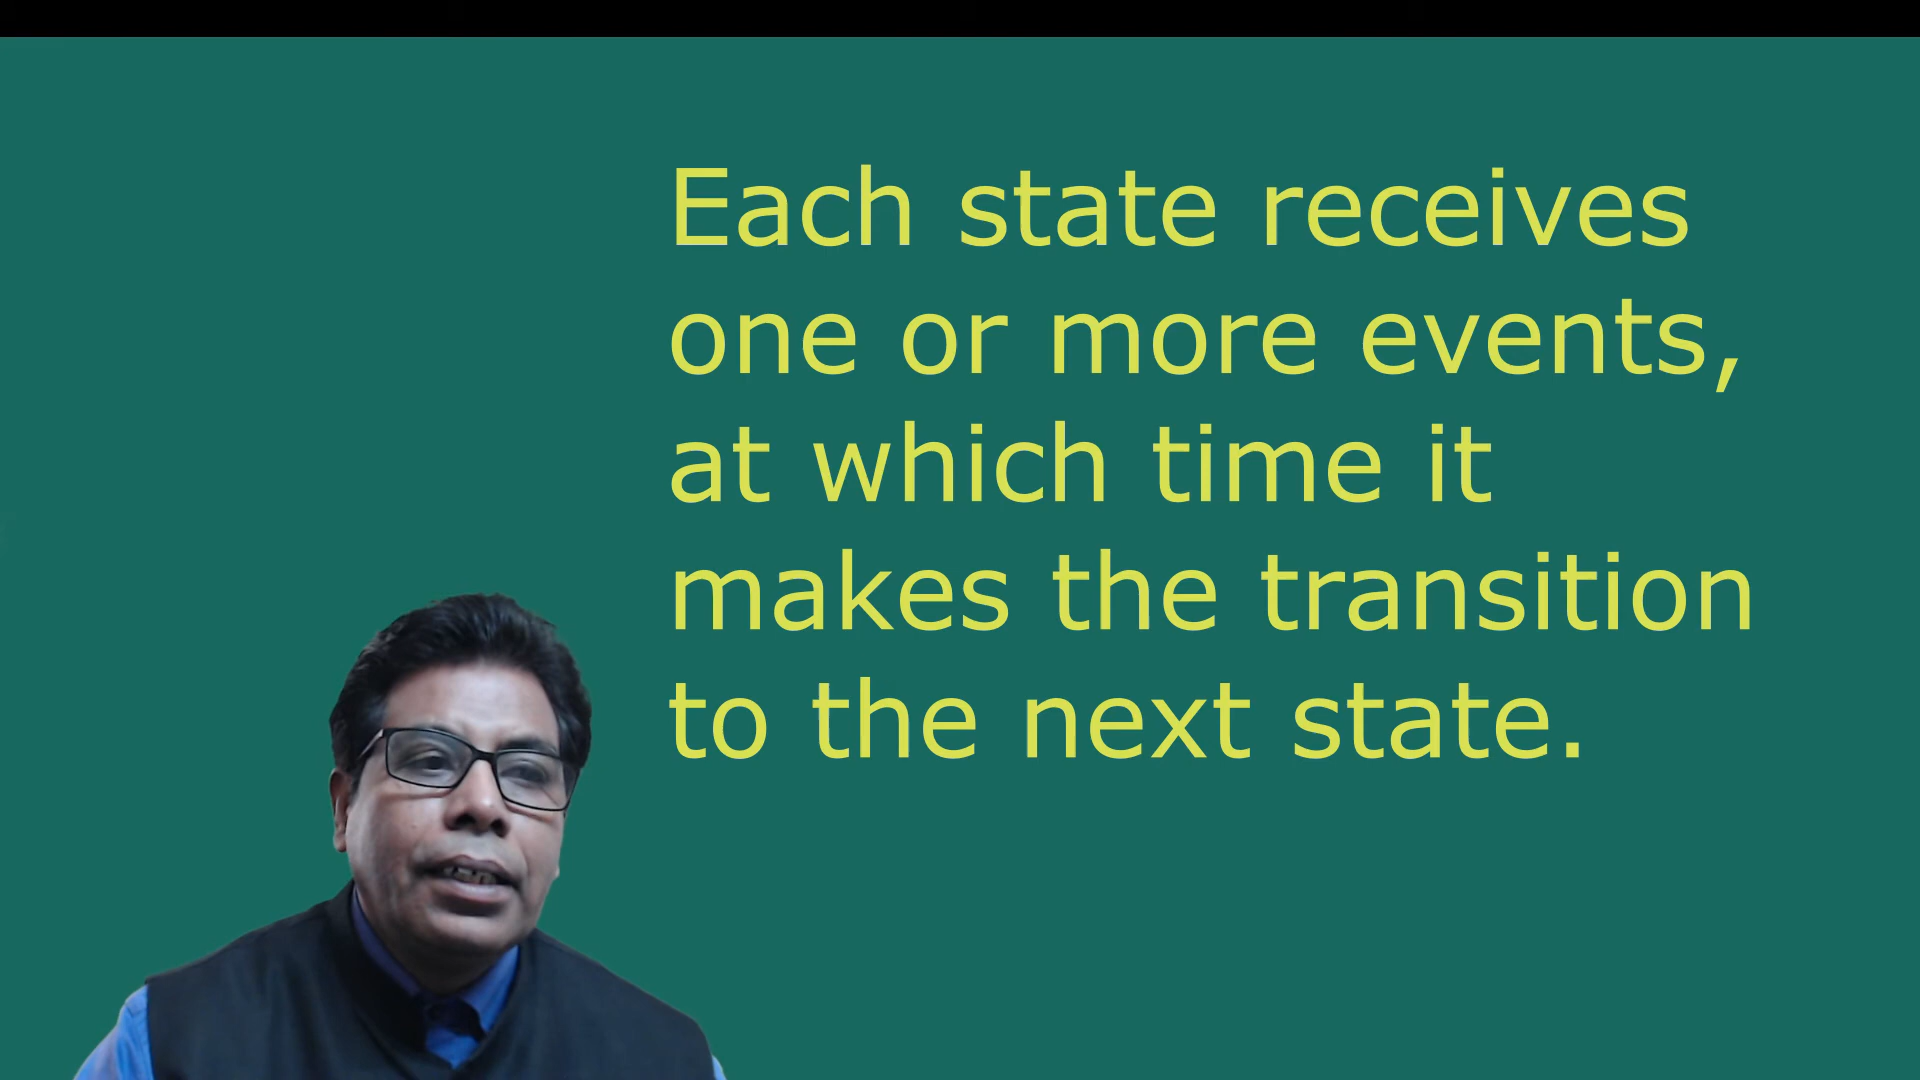 Each state receives
one or more events,
at which time it
makes the transition
to the next state.